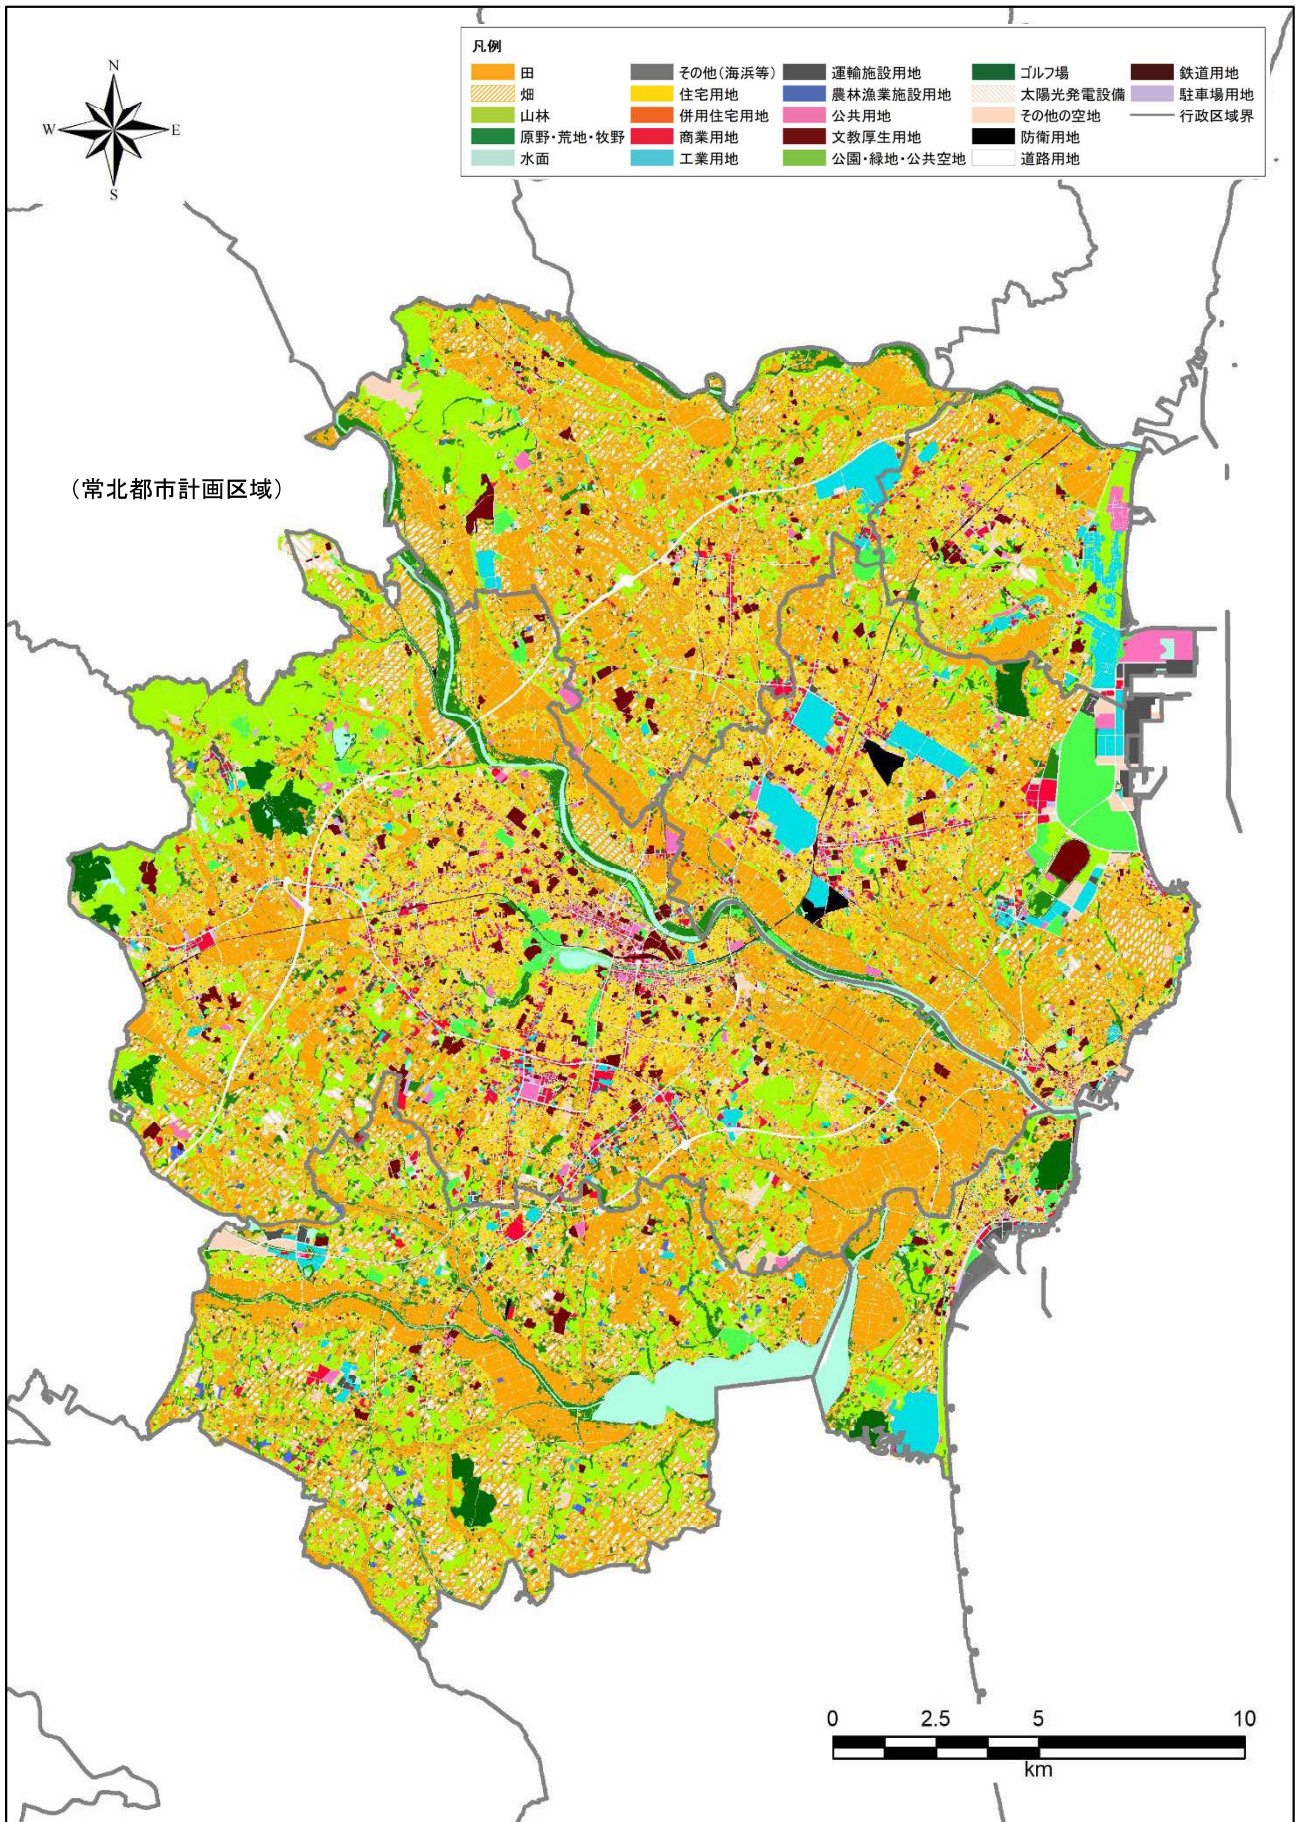 凡例
田 その他(海浜等) 運輸施設用地 ゴルフ場 鉄道用地
畑 住宅用地 農林漁業施設用地 太陽光発電設備 駐車場用地
山林 併用住宅用地 公共用地 その他の空地 行政区域界
原野・荒地・牧野 商業用地 文教厚生用地 防衛用地
水面 工業用地 公園・緑地・公共空地 道路用地
N
W E
S
(常北都市計画区域)
0 2.5 5 10
km